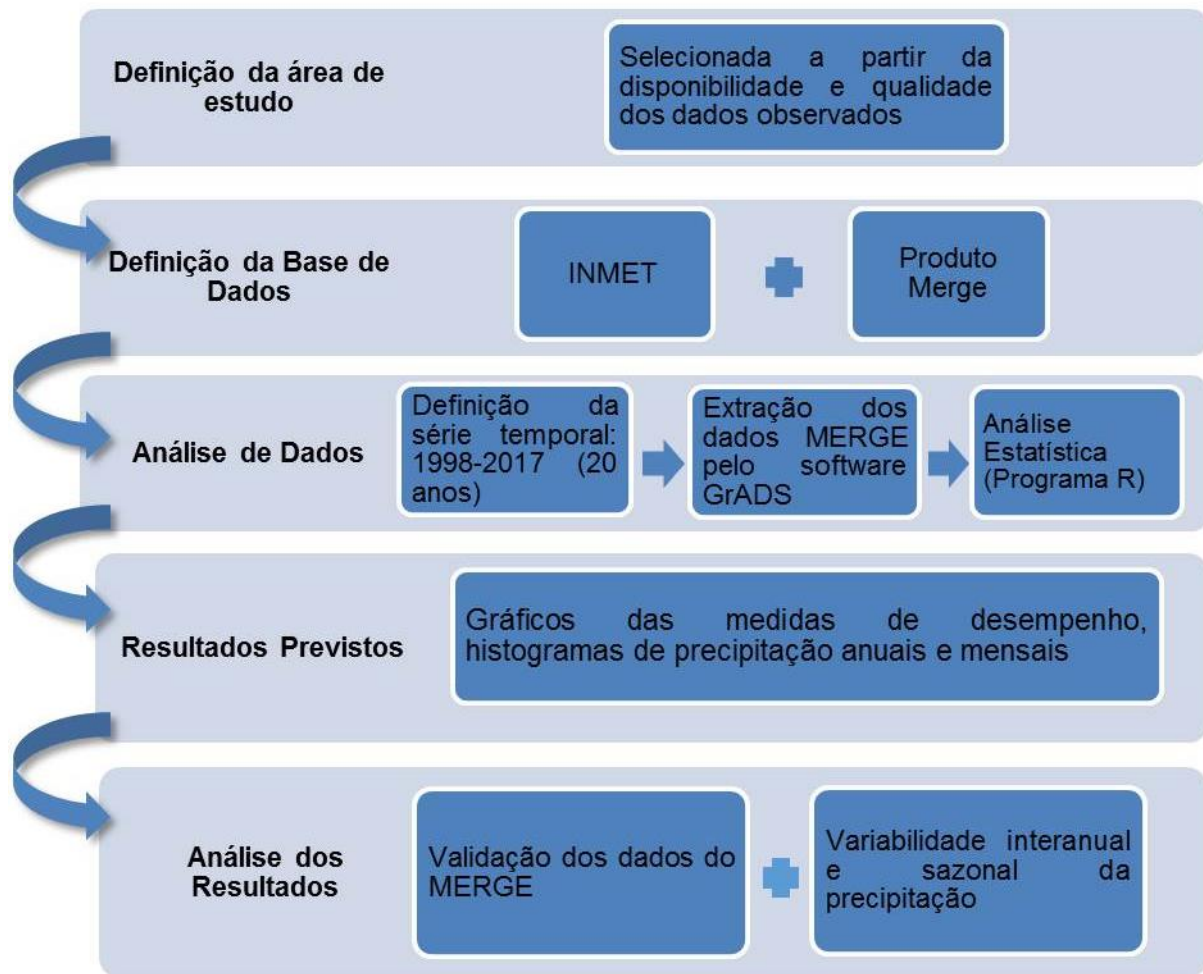 Definição da área de
estudo
Selecionada a partir da
disponibilidade e qualidade
dos dados observados
Definição da Base de
Dados
INMET
Produto
Merge
Análise de Dados
Definição da
série temporal:
1998-2017 (20
anos)
Extração dos
dados MERGE
pelo software
GrADS
Análise
Estatística
(Programa R)
Resultados Previstos
Gráficos das medidas de desempenho,
histogramas de precipitação anuais e mensais
Análise dos
Resultados
Validação dos dados do
MERGE
Variabilidade interanual
e sazonal da
precipitação